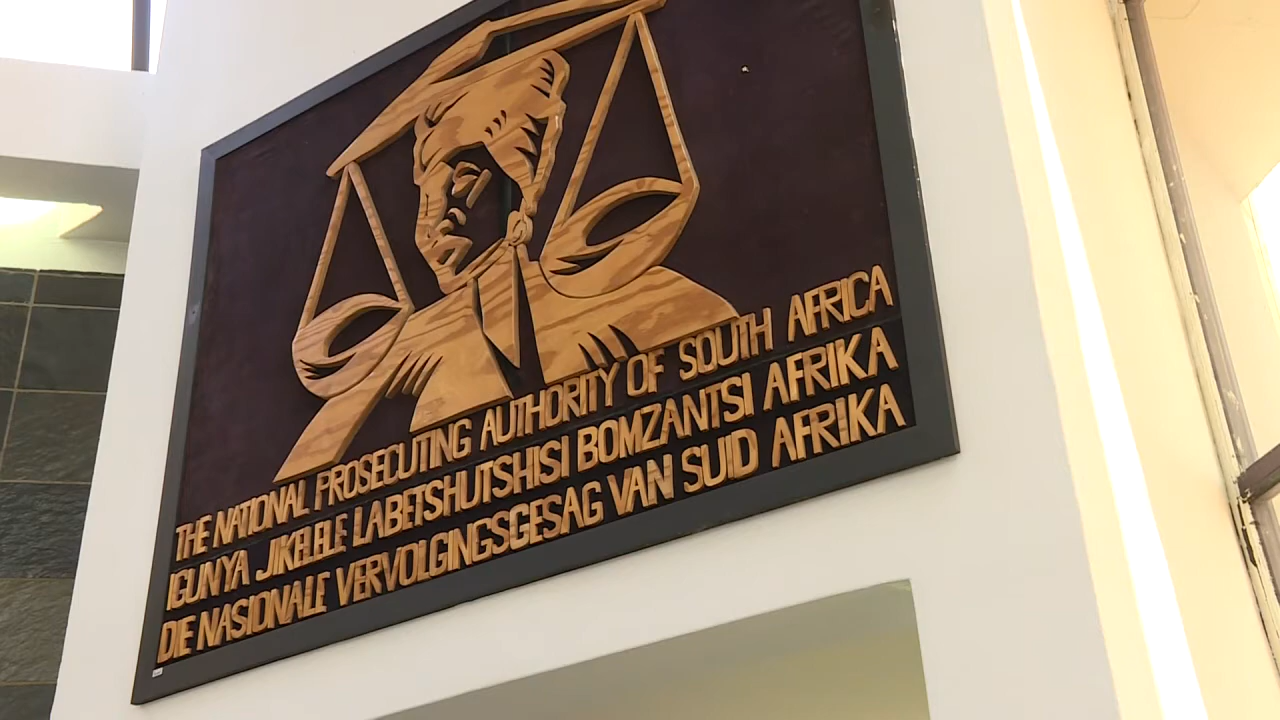 THE NATIONAL PROSECUTING AUTHORITY OF SOUTH AFRICA
IGUNYA JIKELELE LABETSHUTSHISI BOMZANTSI AFRIKA
DIE NASIONALE VERVOLGINGSGESAG VAN SUID AFRIKA